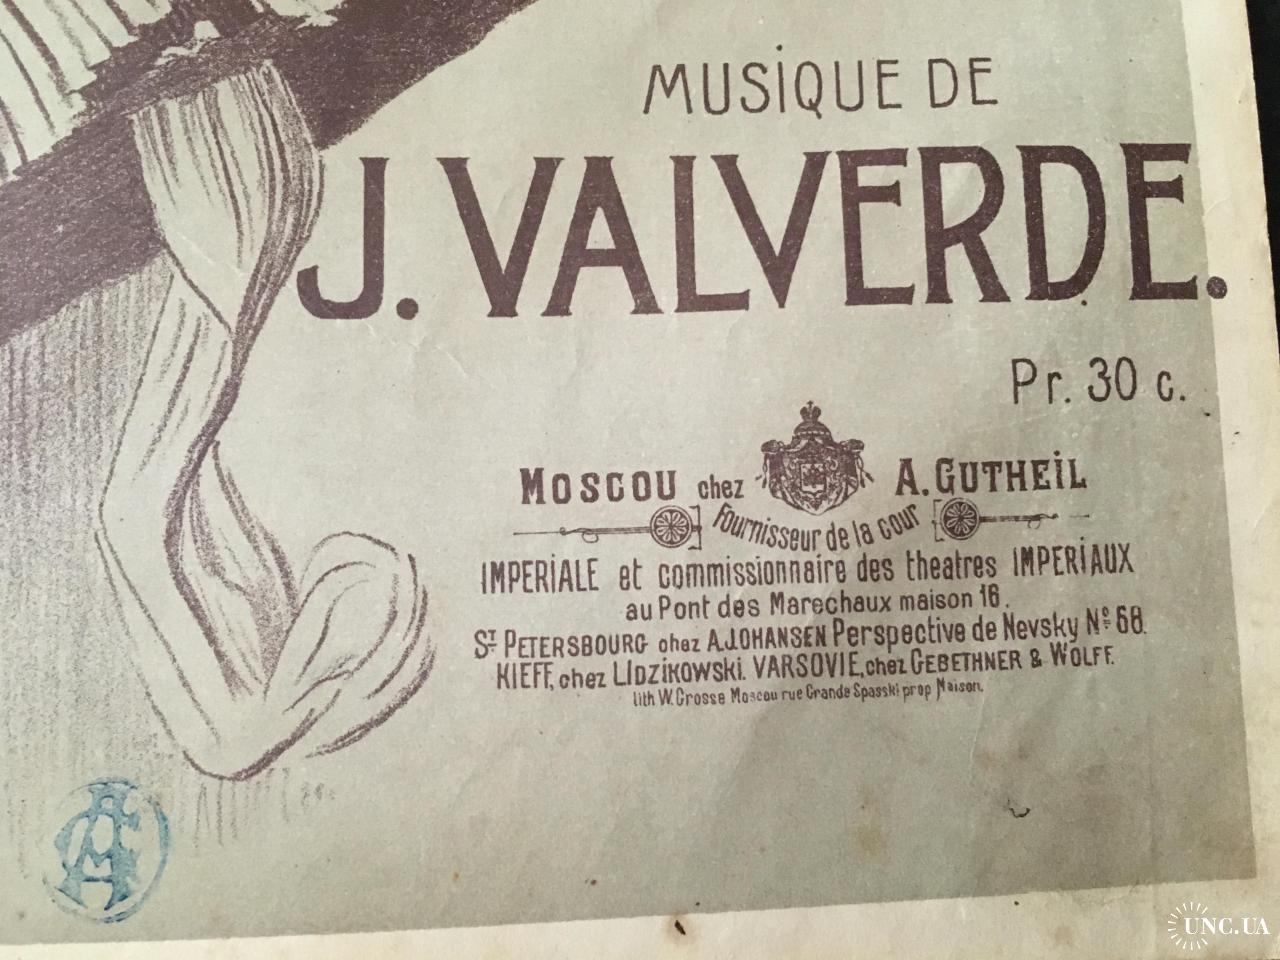 MUSIQUE DE
J. VALVERDE.
Pr. 30 c.
MOSCOU chez A. GUTHEIL
Fournisseur de la cour
IMPERIALE et commissionnaire des theatres IMPERIAUX
au Pont des Marechaux maison 16.
ST PETERSBOURG chez A. JOHANSEN Perspective de Nevsky No 68.
KIEFF, chez LIDZIKOWSKI. VARSOVIE, chez GEBETHNER & WOLFF.
lith W. Grosse Moscou rue Grande Spasski prop Maison.
UNC.UA